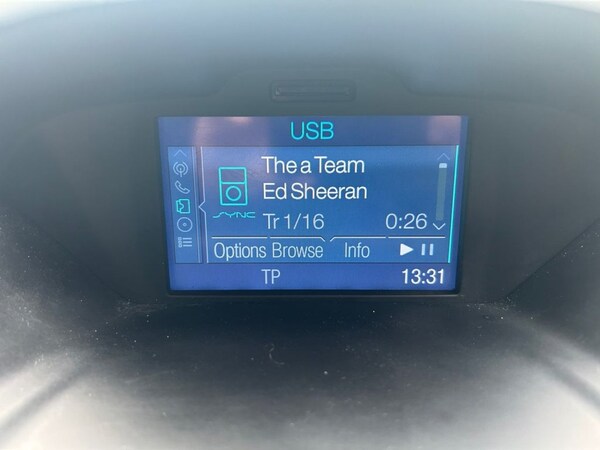 USB
The a Team
Ed Sheeran
SYNC
Tr 1/16 0:26
Options Browse Info
TP 13:31